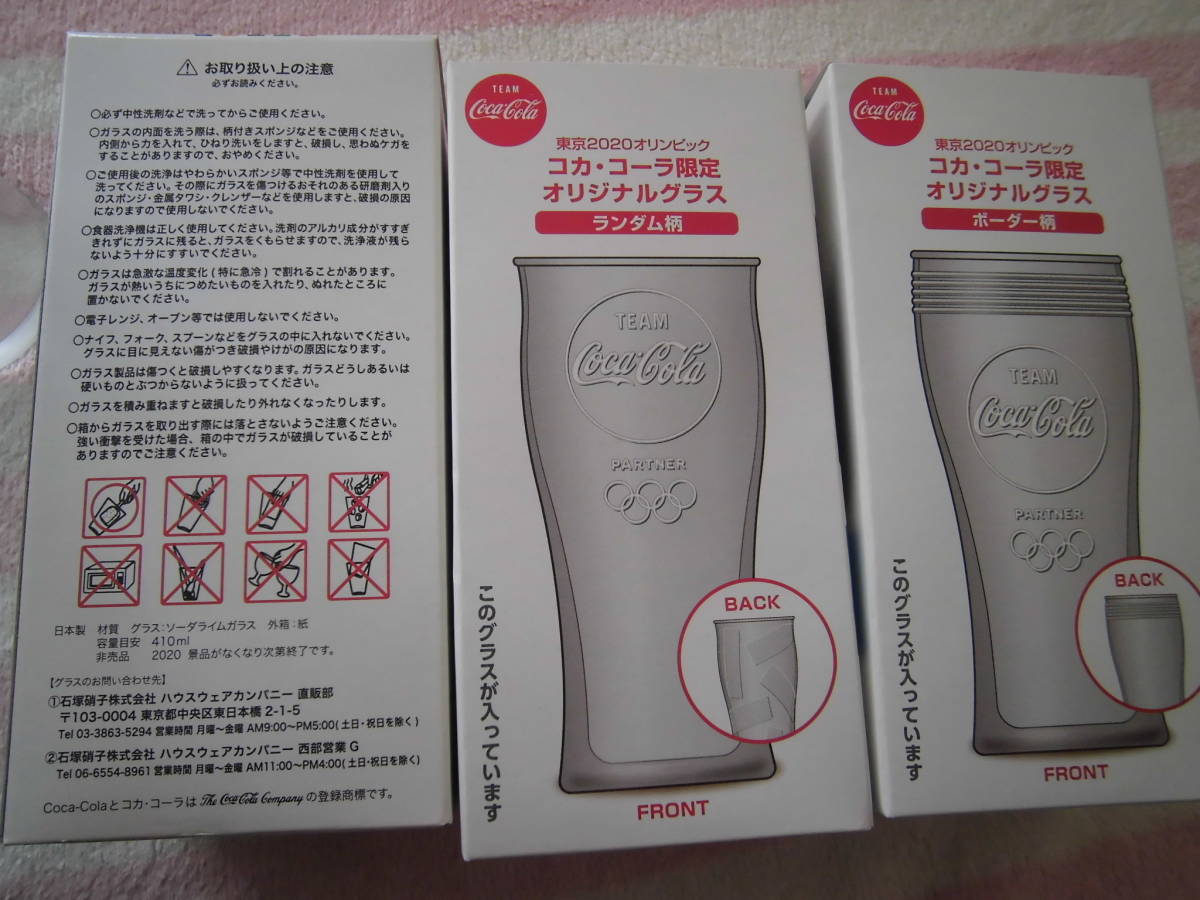 ⚠ お取り扱い上の注意
必ずお読みください。
○必ず中性洗剤などで洗ってからご使用ください。
○ガラスの内面を洗う際は、柄付きスポンジなどをご使用ください。
内側から力を入れて、ひねり洗いをしますと、破損し、思わぬケガを
することがありますので、おやめください。
○ご使用後の洗浄はやわらかいスポンジ等で中性洗剤を使用して
洗ってください。その際にガラスを傷つけるおそれのある研磨剤入り
のスポンジ・金属タワシ・クレンザーなどを使用しますと、破損の原因
になりますので使用しないでください。
○食器洗浄機は正しく使用してください。洗剤のアルカリ成分がすすぎ
きれずにガラスに残ると、ガラスをくもらせますので、洗浄液が残ら
ないよう十分にすすいでください。
○ガラスは急激な温度変化(特に急冷)で割れることがあります。
ガラスが熱いうちにつめたいものを入れたり、ぬれたところに
置かないでください。
○電子レンジ、オーブン等では使用しないでください。
○ナイフ、フォーク、スプーンなどをグラスの中に入れないでください。
グラスに目に見えない傷がつき破損やけがの原因になります。
○ガラス製品は傷つくと破損しやすくなります。ガラスどうしあるいは
硬いものとぶつからないように扱ってください。
○ガラスを積み重ねますと破損したり外れなくなったりします。
○箱からガラスを取り出す際には落とさないようご注意ください。
強い衝撃を受けた場合、箱の中でガラスが破損していることが
ありますのでご注意ください。
日本製 材質 グラス:ソーダライムガラス 外箱:紙
容量目安 410ml
非売品 2020 景品がなくなり次第終了です。
【グラスのお問い合わせ先】
①石塚硝子株式会社 ハウスウェアカンパニー 直販部
〒103-0004 東京都中央区東日本橋 2-1-5
Tel 03-3863-5294 営業時間 月曜〜金曜 AM9:00〜PM5:00(土日・祝日を除く)
②石塚硝子株式会社 ハウスウェアカンパニー 西部営業 G
Tel 06-6554-8961 営業時間 月曜〜金曜 AM11:00〜PM4:00(土日・祝日を除く)
Coca-Colaとコカ・コーラは The Coca-Cola Company の登録商標です。
TEAM
Coca-Cola
東京2020オリンピック
コカ・コーラ限定
オリジナルグラス
ランダム柄
TEAM
Coca-Cola
PARTNER
BACK
このグラスが入っています
FRONT
TEAM
Coca-Cola
東京2020オリンピック
コカ・コーラ限定
オリジナルグラス
ボーダー柄
TEAM
Coca-Cola
PARTNER
BACK
このグラスが入っています
FRONT